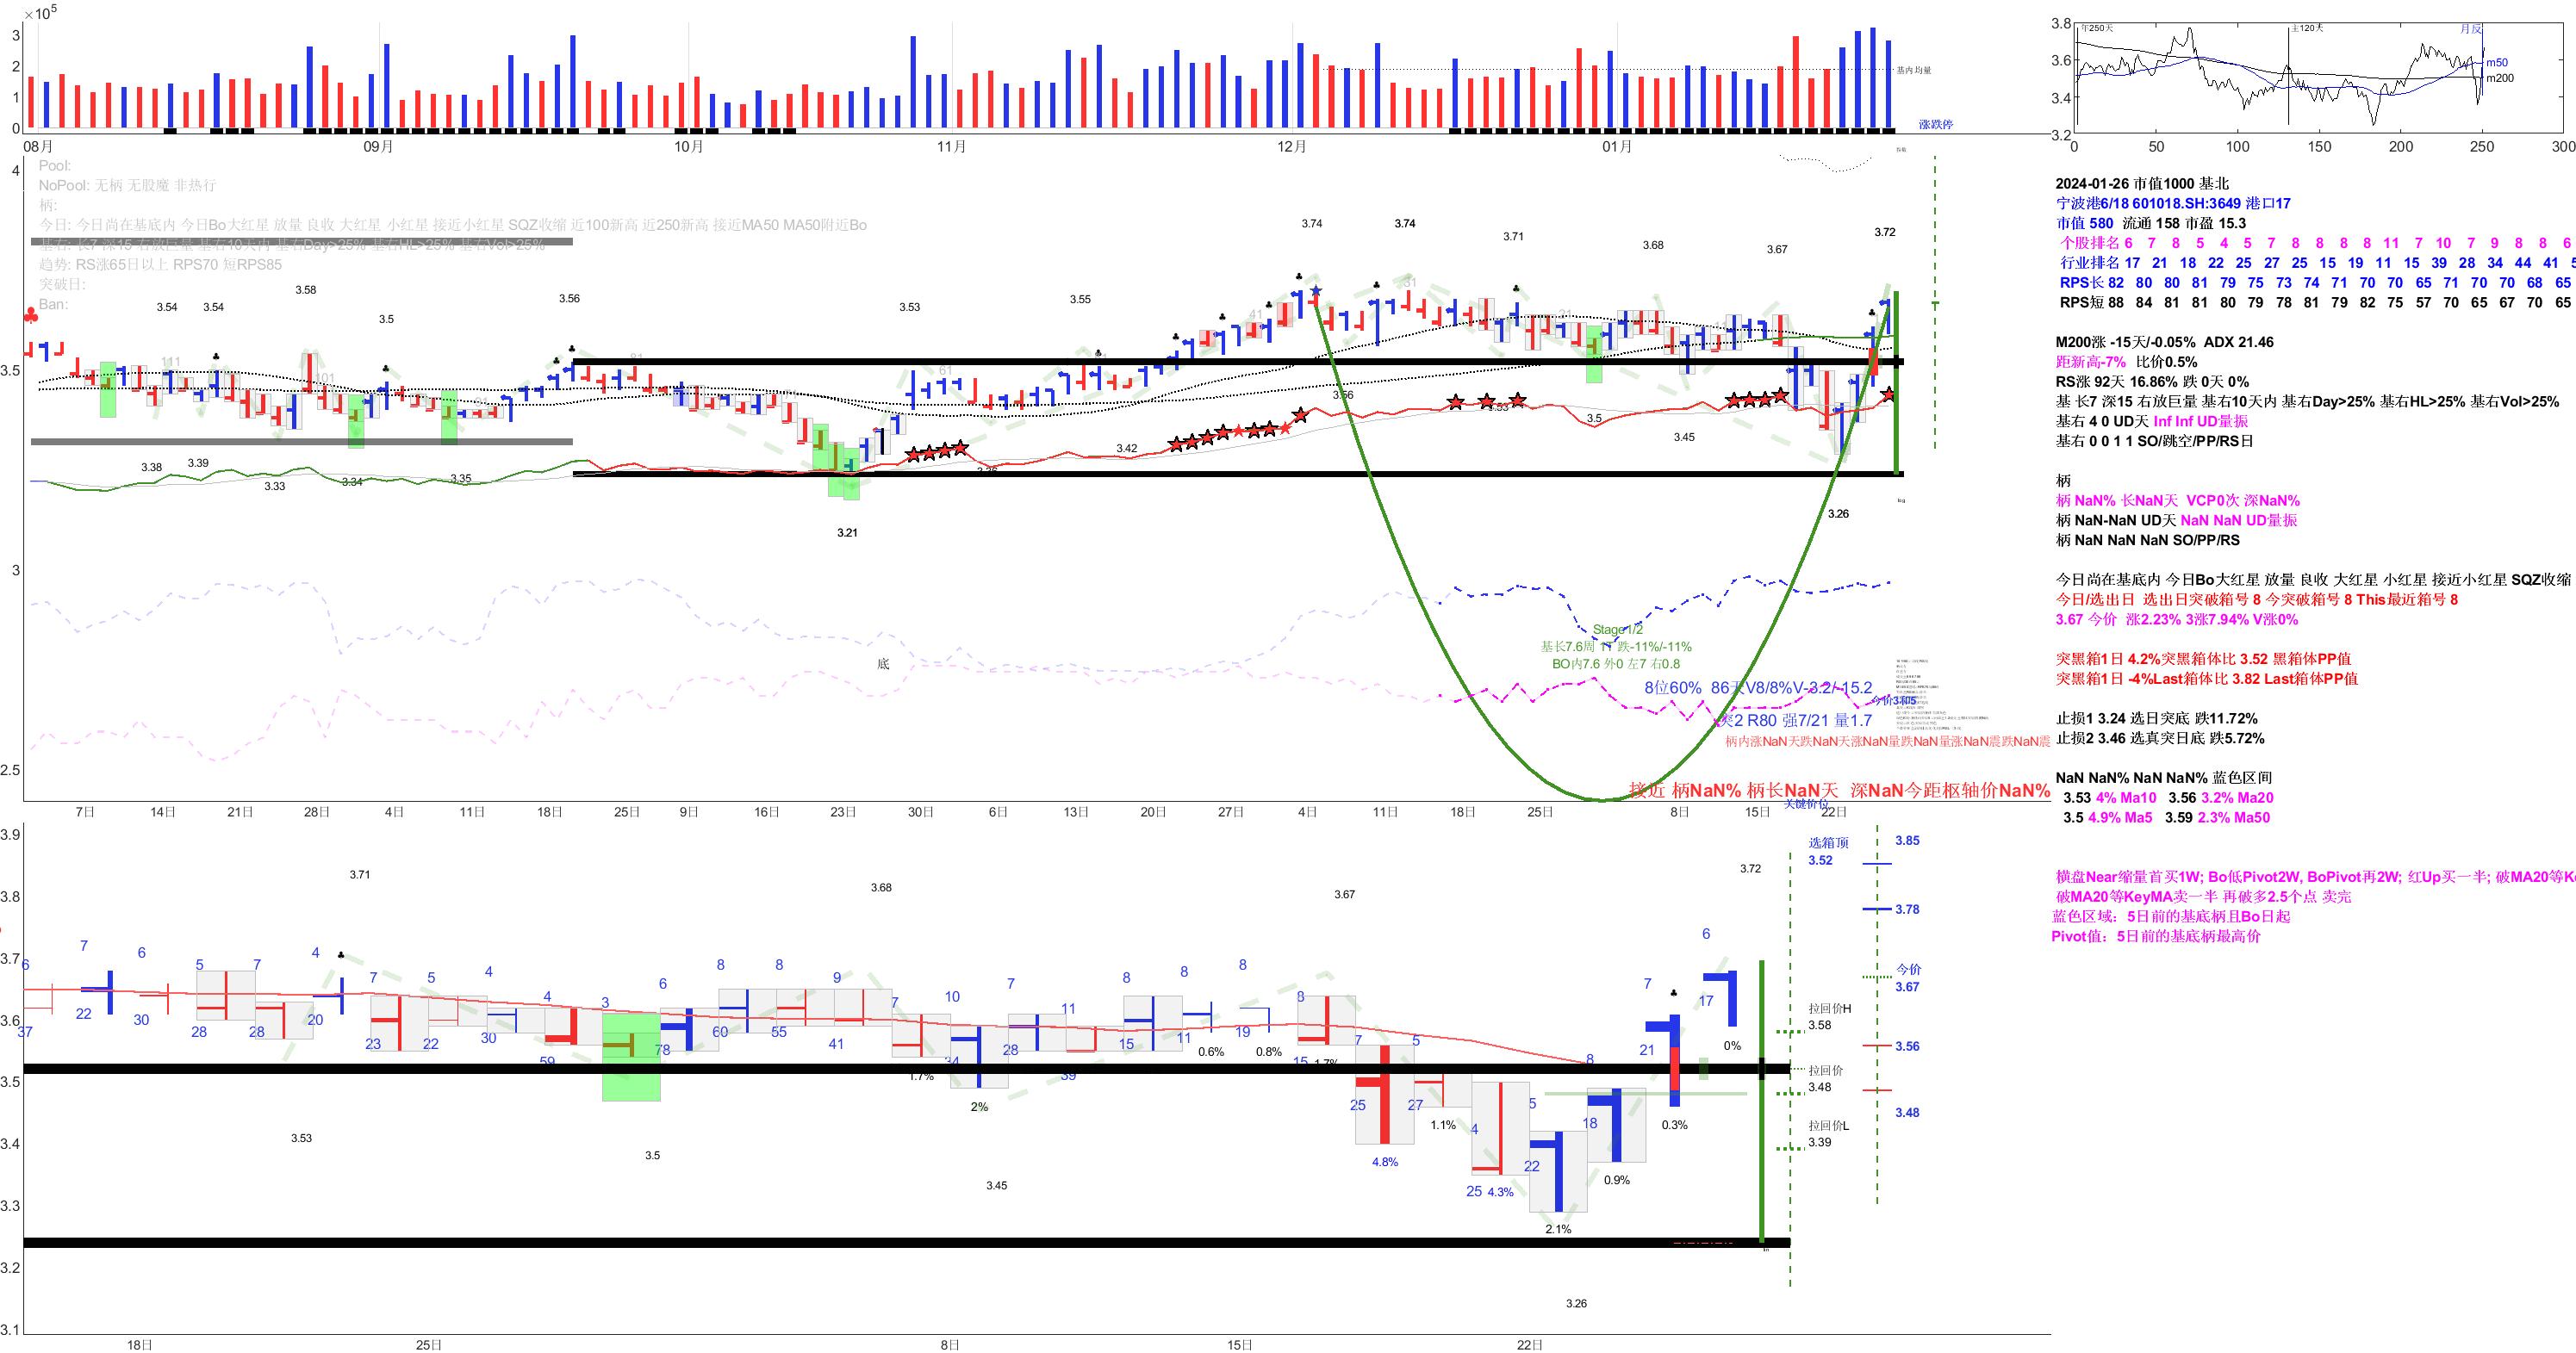 ×10⁵
3
2
1
0
08月 09月 10月 11月 12月 01月
基内均量
涨跌停
3.8
3.6
3.4
3.2
年250天 主120天 月反
m50
m200
0 50 100 150 200 250 300
4
3.5
3
2.5
Pool:
NoPool: 无柄 无股魔 非热行
柄:
今日: 今日尚在基底内 今日Bo大红星 放量 良收 大红星 小红星 接近小红星 SQZ收缩 近100新高 近250新高 接近MA50 MA50附近Bo
基右: 长7 深15 右放巨量 基右10天内 基右Day>25% 基右HL>25% 基右Vol>25%
趋势: RS涨65日以上 RPS70 短RPS85
突破日:
Ban:
3.54 3.54 3.58 3.5 3.56 3.53 3.55 3.74 3.74 3.71 3.68 3.67 3.72
111 101 81 61 41 31
3.38 3.39 3.33 3.34 3.35 3.21 3.42 3.56 3.53 3.5 3.45 3.26
底
Stage1/2
BO内7.6 外0 左7 右0.8
8位60% 86天V8/8%V-3.2/-15.2
突2 R80 强7/21 量1.7
柄内涨NaN天跌NaN天涨NaN量跌NaN量涨NaN震跌NaN震
接近 柄NaN% 柄长NaN天 深NaN今距枢轴价NaN%
关键价位
7日 14日 21日 28日 4日 11日 18日 25日 9日 16日 23日 30日 6日 13日 20日 27日 4日 11日 18日 25日 8日 15日 22日
2024-01-26 市值1000 基北
宁波港6/18 601018.SH:3649 港口17
市值 580 流通 158 市盈 15.3
个股排名 6 7 8 5 4 5 7 8 8 8 8 11 7 10 7 9 8 8 6
行业排名 17 21 18 22 25 27 25 15 19 11 15 39 28 34 44 41 5
RPS长 82 80 80 81 79 75 73 74 71 70 70 65 71 70 70 68 65
RPS短 88 84 81 81 80 79 78 81 79 82 75 57 70 65 67 70 65
M200涨 -15天/-0.05% ADX 21.46
距新高-7% 比价0.5%
RS涨 92天 16.86% 跌 0天 0%
基 长7 深15 右放巨量 基右10天内 基右Day>25% 基右HL>25% 基右Vol>25%
基右 4 0 UD天 Inf Inf UD量振
基右 0 0 1 1 SO/跳空/PP/RS日
柄
柄 NaN% 长NaN天 VCP0次 深NaN%
柄 NaN-NaN UD天 NaN NaN UD量振
柄 NaN NaN NaN SO/PP/RS
今日尚在基底内 今日Bo大红星 放量 良收 大红星 小红星 接近小红星 SQZ收缩
今日/选出日 选出日突破箱号 8 今突破箱号 8 This最近箱号 8
3.67 今价 涨2.23% 3涨7.94% V涨0%
突黑箱1日 4.2%突黑箱体比 3.52 黑箱体PP值
突黑箱1日 -4%Last箱体比 3.82 Last箱体PP值
止损1 3.24 选日突底 跌11.72%
止损2 3.46 选真突日底 跌5.72%
NaN NaN% NaN NaN% 蓝色区间
3.53 4% Ma10 3.56 3.2% Ma20
3.5 4.9% Ma5 3.59 2.3% Ma50
横盘Near缩量首买1W; Bo低Pivot2W, BoPivot再2W; 红Up买一半; 破MA20等K
破MA20等KeyMA卖一半 再破多2.5个点 卖完
蓝色区域: 5日前的基底柄且Bo日起
Pivot值: 5日前的基底柄最高价
3.9
3.8
3.7
3.6
3.5
3.4
3.3
3.2
3.1
3.71 3.68 3.67 3.72
6 7 6 5 7 4 7 5 4 4 3 6 8 8 9 7 10 7 11 8 8 8 8 7 5 4 5 8 7 6
37 22 30 28 28 20 23 22 30 59 78 60 55 41 34 28 39 15 11 19 15 25 27 25 22 18 21 17
1.7% 2% 0.6% 0.8% 1.7% 4.8% 1.1% 4.3% 2.1% 0.9% 0.3% 0%
3.53 3.5 3.45 3.26
选箱顶
3.52
拉回价H
3.58
拉回价
3.48
拉回价L
3.39
3.85
3.78
今价
3.67
3.56
3.48
18日 25日 8日 15日 22日